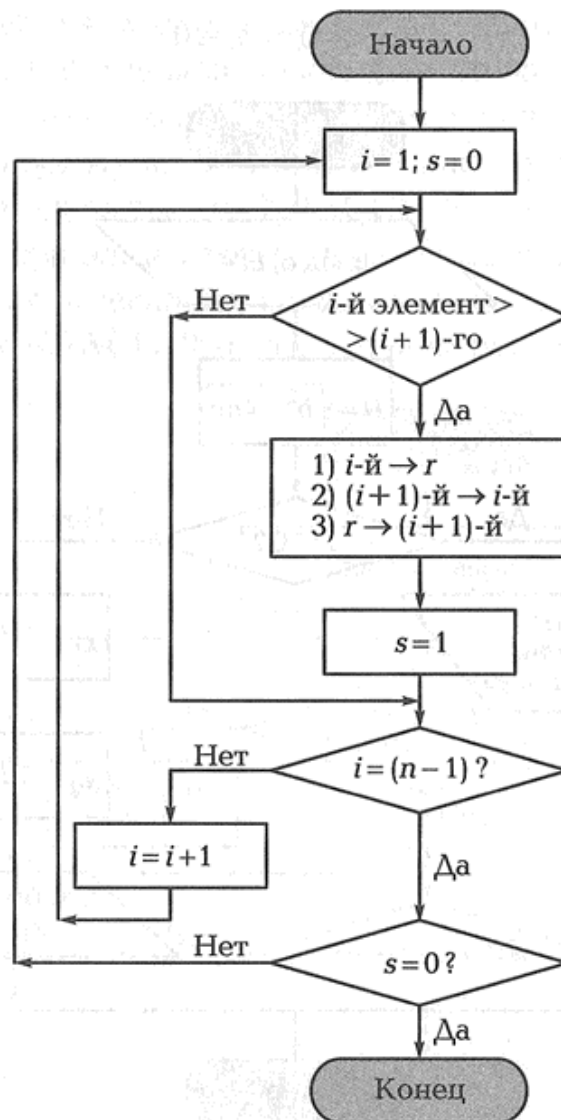 Начало
i = 1; s = 0
Нет
i-й элемент >
> (i + 1)-го
Да
1) i-й → r
2) (i + 1)-й → i-й
3) r → (i + 1)-й
s = 1
Нет
i = (n − 1) ?
i = i + 1
Да
Нет
s = 0 ?
Да
Конец